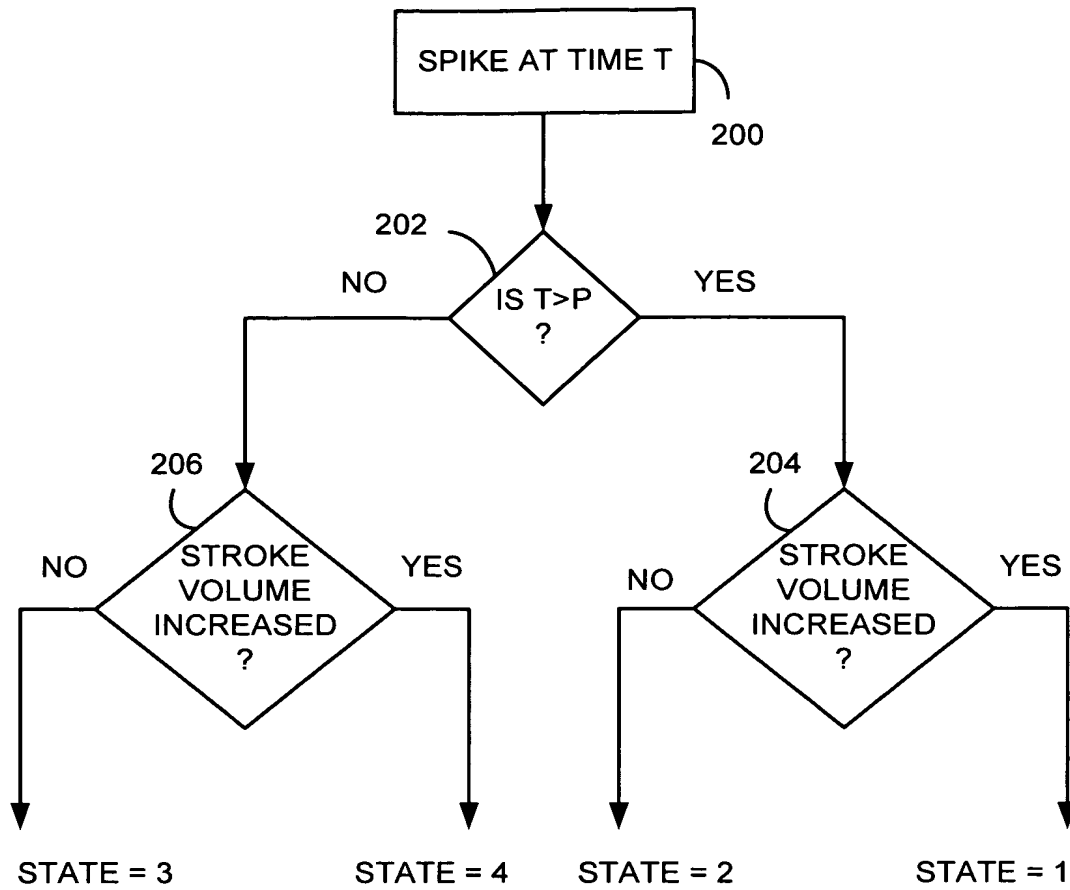 SPIKE AT TIME T
200
202
NO
YES
IS T>P
?
206
204
NO
STROKE
VOLUME
INCREASED
?
YES
NO
STROKE
VOLUME
INCREASED
?
YES
STATE = 3
STATE = 4
STATE = 2
STATE = 1